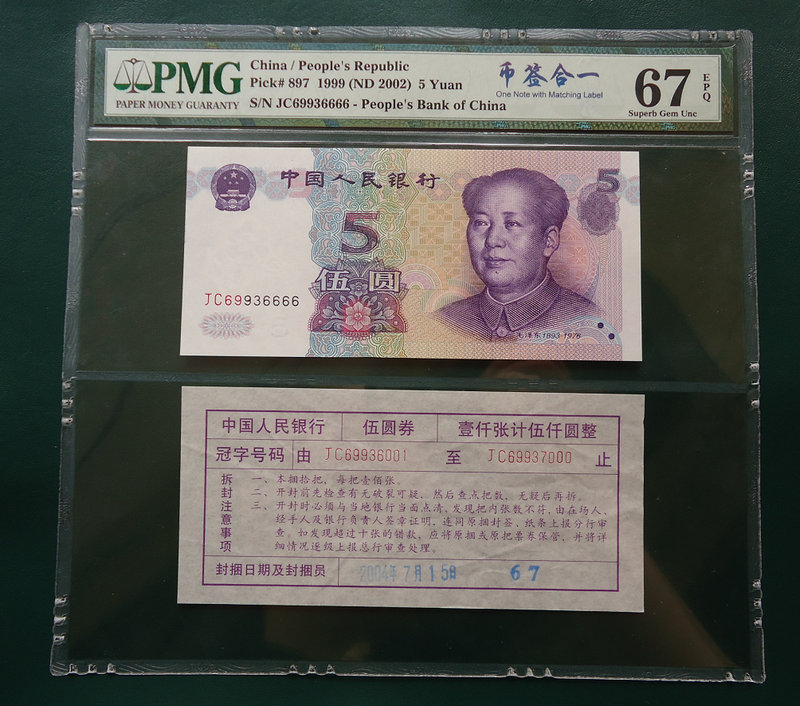 PMG
PAPER MONEY GUARANTY
China / People's Republic
Pick# 897 1999 (ND 2002) 5 Yuan
S/N JC69936666 - People's Bank of China
币签合一
One Note with Matching Label
67
EPQ
Superb Gem Unc
中国人民银行
5
5
伍圆
JC69936666
毛泽东1893-1976
中国人民银行 伍圆券 壹仟张计伍仟圆整
冠字号码 由 JC69936001 至 JC69937000 止
拆封注意事项
一、本捆拾把，每把壹佰张。
二、开封前先检查有无破裂可疑，然后查点把数，无疑后再拆。
三、开封时必须与当地银行当面点清，发现把内张数不符，由在场人、
经手人及银行负责人签章证明，连同原捆封签、纸条上报分行审
查。如发现超过十张的错款，应将原捆或原把票券保管，并将详
细情况逐级上报总行审查处理。
封捆日期及封捆员 2004年7月15日 67